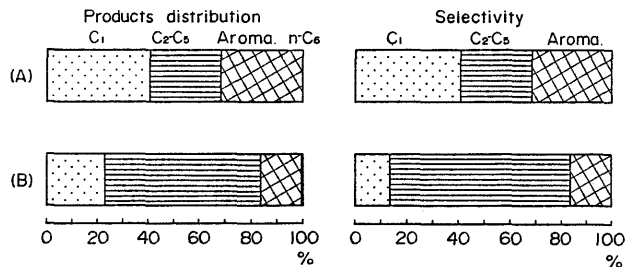 Products distribution
Selectivity
C₁ C₂-C₅ Aroma. n-C₆
C₁ C₂-C₅ Aroma.
(A)
(B)
0 20 40 60 80 100
%
0 20 40 60 80 100
%